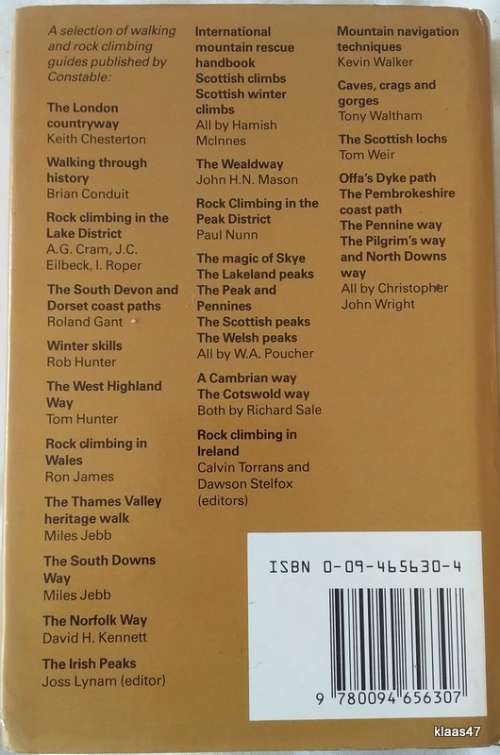 A selection of walking
and rock climbing
guides published by
Constable:
The London
countryway
Keith Chesterton
Walking through
history
Brian Conduit
Rock climbing in the
Lake District
A.G. Cram, J.C.
Eilbeck, I. Roper
The South Devon and
Dorset coast paths
Roland Gant
Winter skills
Rob Hunter
The West Highland
Way
Tom Hunter
Rock climbing in
Wales
Ron James
The Thames Valley
heritage walk
Miles Jebb
The South Downs
Way
Miles Jebb
The Norfolk Way
David H. Kennett
The Irish Peaks
Joss Lynam (editor)
International
mountain rescue
handbook
Scottish climbs
Scottish winter
climbs
All by Hamish
McInnes
The Wealdway
John H.N. Mason
Rock Climbing in the
Peak District
Paul Nunn
The magic of Skye
The Lakeland peaks
The Peak and
Pennines
The Scottish peaks
The Welsh peaks
All by W.A. Poucher
A Cambrian way
The Cotswold way
Both by Richard Sale
Rock climbing in
Ireland
Calvin Torrans and
Dawson Stelfox
(editors)
Mountain navigation
techniques
Kevin Walker
Caves, crags and
gorges
Tony Waltham
The Scottish lochs
Tom Weir
Offa's Dyke path
The Pembrokeshire
coast path
The Pennine way
The Pilgrim's way
and North Downs
way
All by Christopher
John Wright
ISBN 0-09-465630-4
9 780094 656307
klaas47